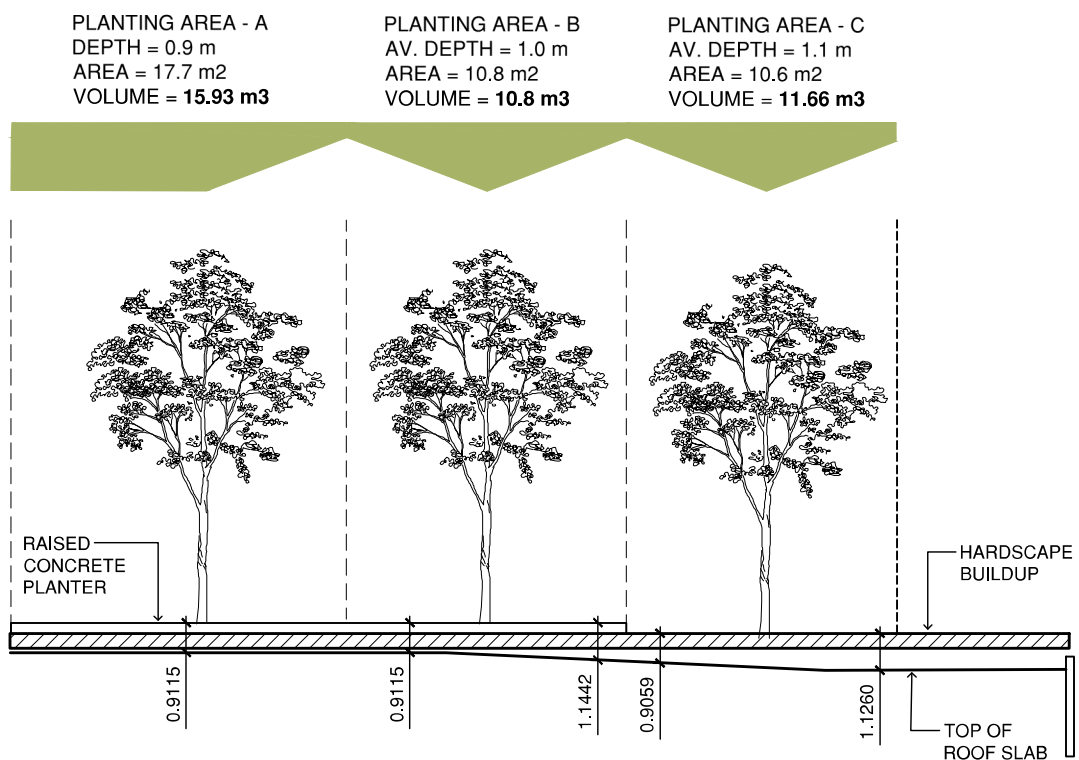 PLANTING AREA - A
DEPTH = 0.9 m
AREA = 17.7 m2
VOLUME = 15.93 m3
PLANTING AREA - B
AV. DEPTH = 1.0 m
AREA = 10.8 m2
VOLUME = 10.8 m3
PLANTING AREA - C
AV. DEPTH = 1.1 m
AREA = 10.6 m2
VOLUME = 11.66 m3
RAISED
CONCRETE
PLANTER
HARDSCAPE
BUILDUP
0.9115
0.9115
1.1442
0.9059
1.1260
TOP OF
ROOF SLAB